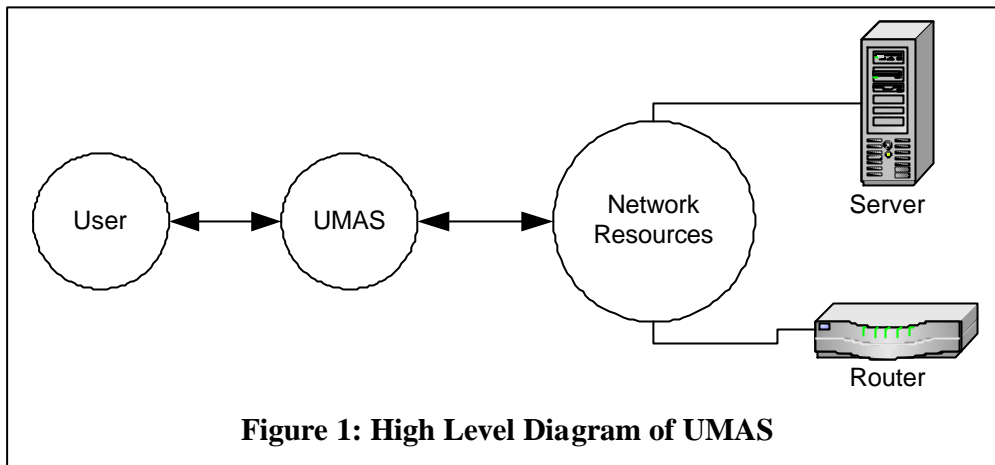 User
UMAS
Network
Resources
Server
Router
Figure 1: High Level Diagram of UMAS